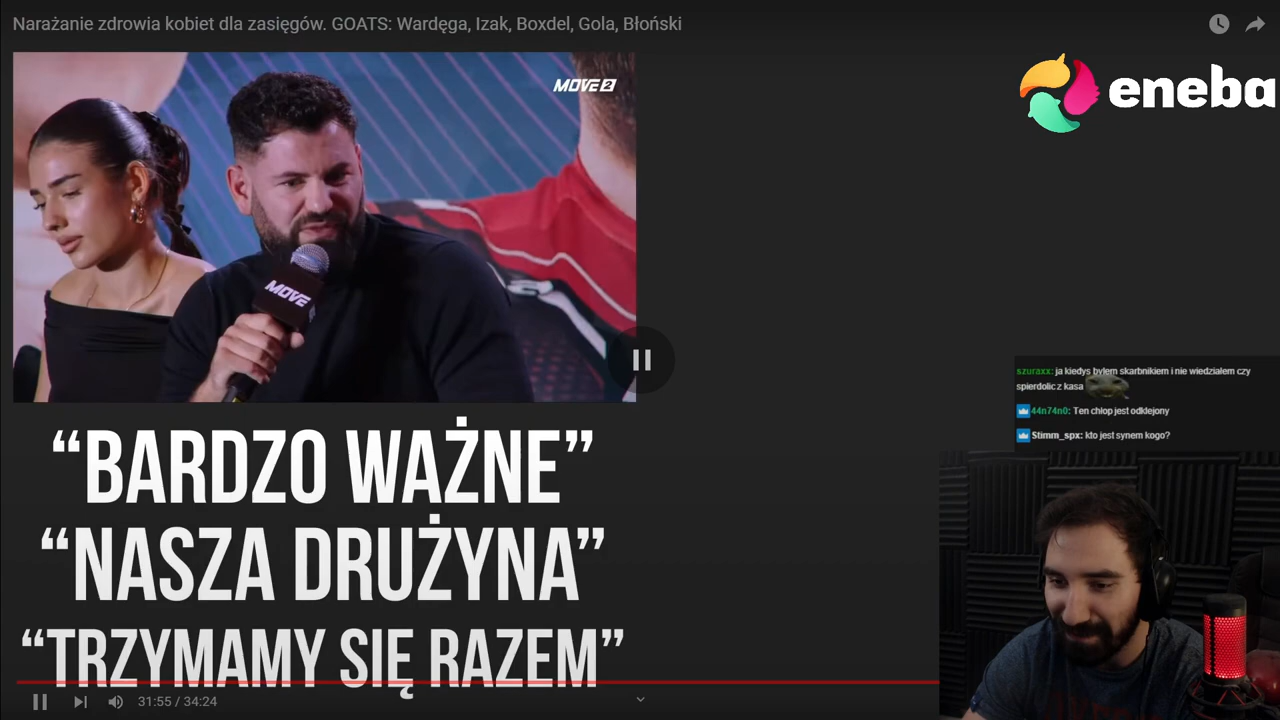 Narażanie zdrowia kobiet dla zasięgów. GOATS: Wardęga, Izak, Boxdel, Gola, Błoński
MOVE
eneba
MOVE
szuraxx: ja kiedys bylem skarbnikiem i nie wiedziałem czy
spierdolic z kasa
44n74n0: Ten chłop jest odklejony
Stimm_spx: kto jest synem kogo?
“BARDZO WAŻNE”
“NASZA DRUŻYNA”
“TRZYMAMY SIĘ RAZEM”
31:55 / 34:24